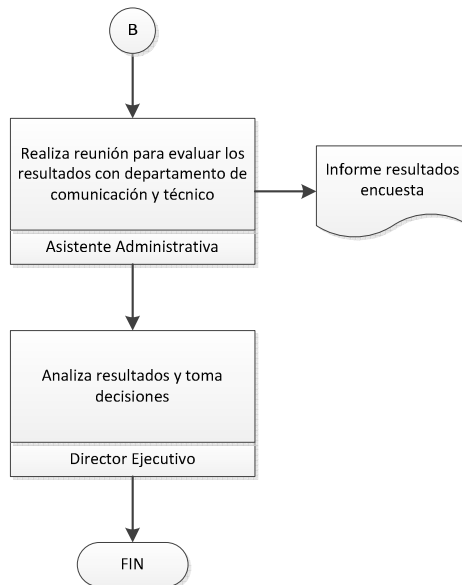 B
Realiza reunión para evaluar los
resultados con departamento de
comunicación y técnico
Asistente Administrativa
Informe resultados
encuesta
Analiza resultados y toma
decisiones
Director Ejecutivo
FIN